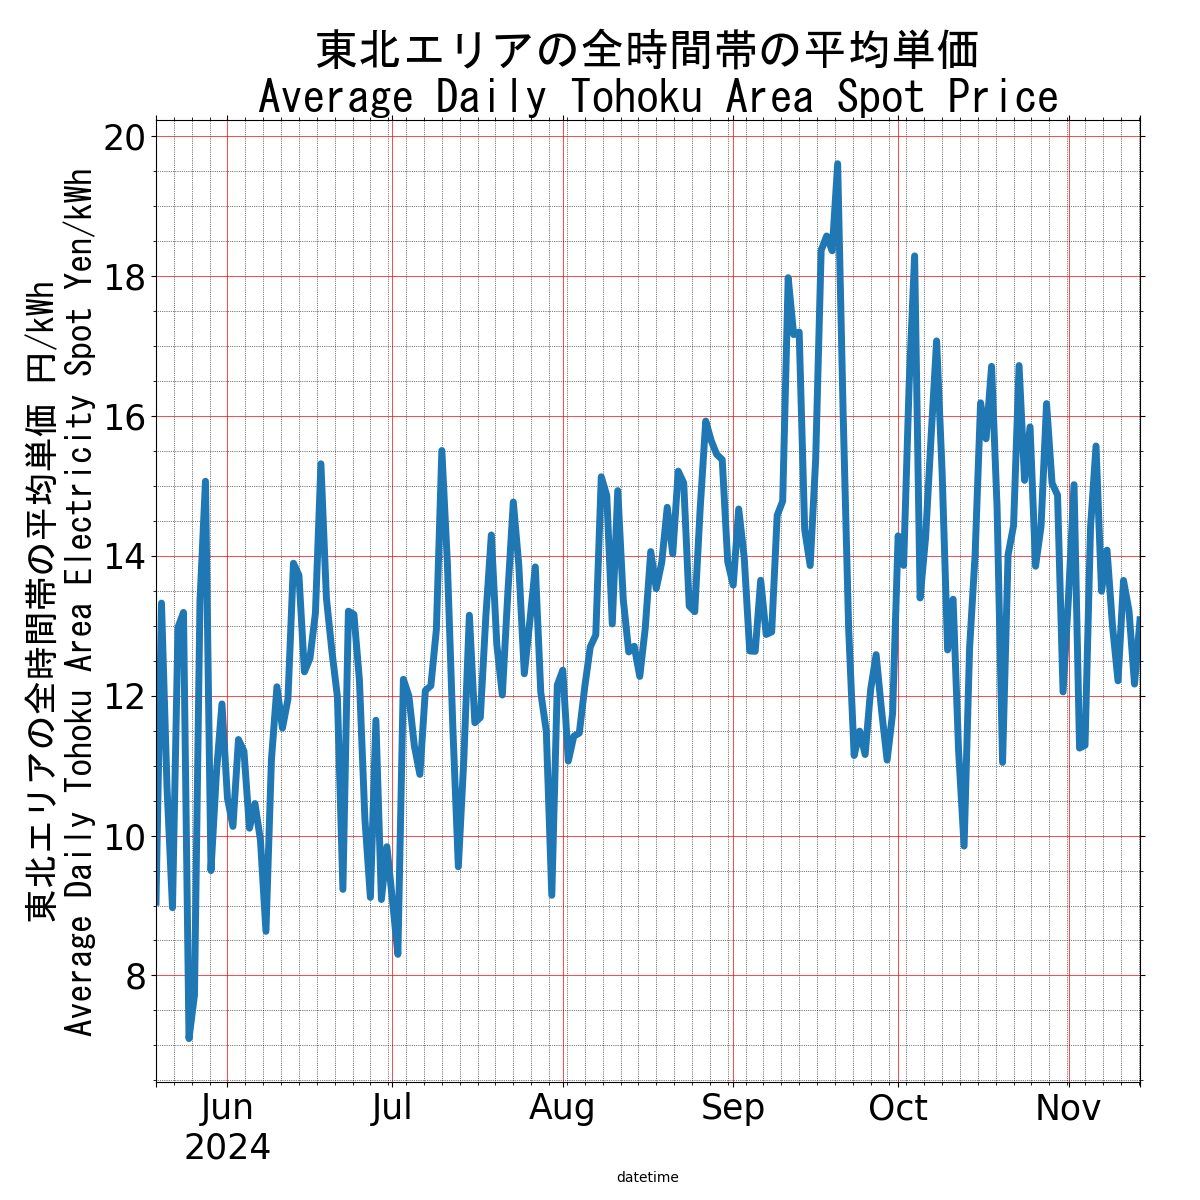 東北エリアの全時間帯の平均単価
Average Daily Tohoku Area Spot Price
東北エリアの全時間帯の平均単価 円/kWh
Average Daily Tohoku Area Electricity Spot Yen/kWh
20
18
16
14
12
10
8
Jun Jul Aug Sep Oct Nov
2024
datetime